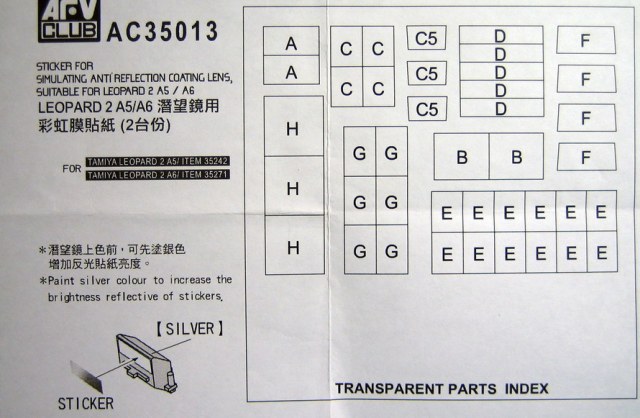 AFV
CLUB AC35013
STICKER FOR
SIMULATING ANTI REFLECTION COATING LENS,
SUITABLE FOR LEOPARD 2 A5 / A6
LEOPARD 2 A5/A6 潛望鏡用
彩虹膜貼紙 (2台份)
FOR TAMIYA LEOPARD 2 A5/ ITEM 35242
TAMIYA LEOPARD 2 A6/ ITEM 35271
*潛望鏡上色前,可先塗銀色
增加反光貼紙亮度。
*Paint silver colour to increase the
brightness reflective of stickers.
【SILVER】
STICKER
A
A
H
H
H
C C
C C
G G
G G
G G
C5
C5
C5
D
D
D
D
D
B B
F
F
F
F
E E E E E E
E E E E E E
TRANSPARENT PARTS INDEX